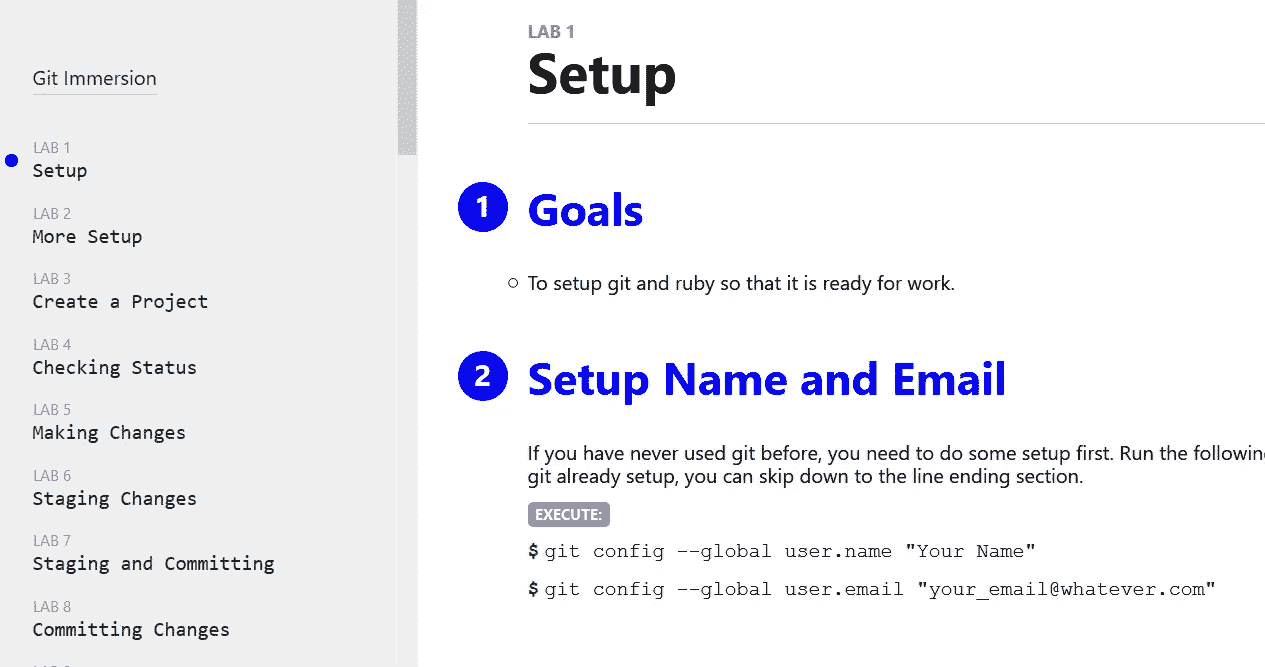 Git Immersion
LAB 1
Setup
LAB 2
More Setup
LAB 3
Create a Project
LAB 4
Checking Status
LAB 5
Making Changes
LAB 6
Staging Changes
LAB 7
Staging and Committing
LAB 8
Committing Changes
LAB 1
Setup
1 Goals
To setup git and ruby so that it is ready for work.
2 Setup Name and Email
If you have never used git before, you need to do some setup first. Run the
git already setup, you can skip down to the line ending section.
EXECUTE:
$ git config --global user.name "Your Name"
$ git config --global user.email "your_email@whatever.com"